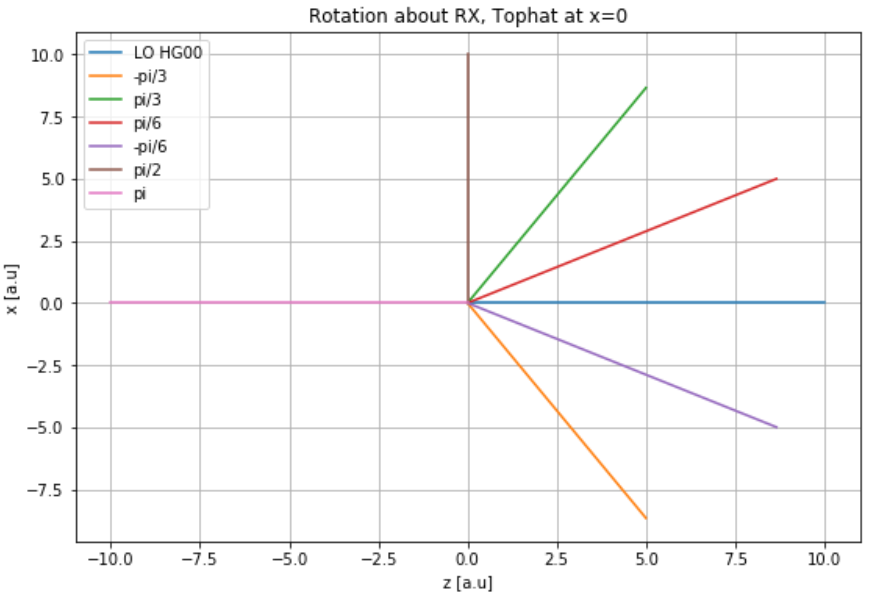 Rotation about RX, Tophat at x=0
LO HG00
-pi/3
pi/3
pi/6
-pi/6
pi/2
pi
10.0
7.5
5.0
2.5
0.0
−2.5
−5.0
−7.5
x [a.u]
−10.0 −7.5 −5.0 −2.5 0.0 2.5 5.0 7.5 10.0
z [a.u]